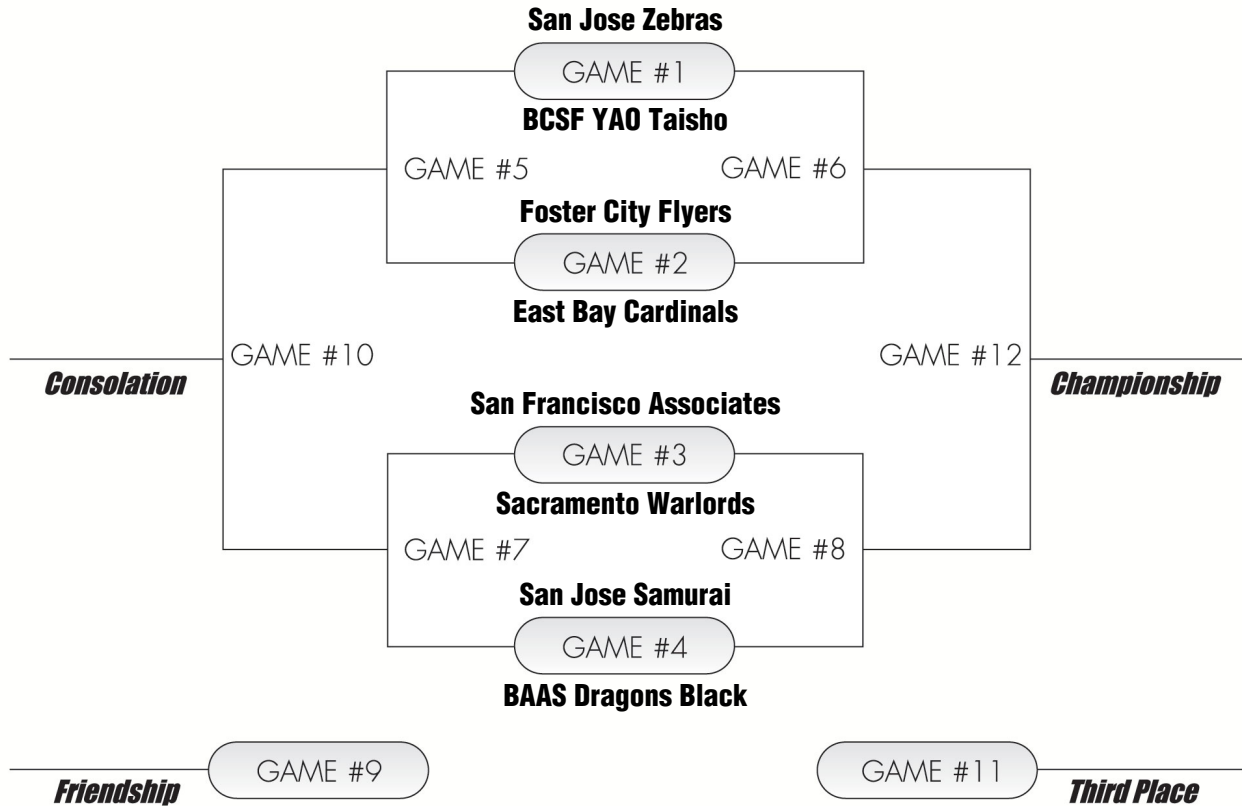 San Jose Zebras
GAME #1
BCSF YAO Taisho
GAME #5
GAME #6
Foster City Flyers
GAME #2
East Bay Cardinals
GAME #10
GAME #12
Consolation
Championship
San Francisco Associates
GAME #3
Sacramento Warlords
GAME #7
GAME #8
San Jose Samurai
GAME #4
BAAS Dragons Black
GAME #9
GAME #11
Friendship
Third Place